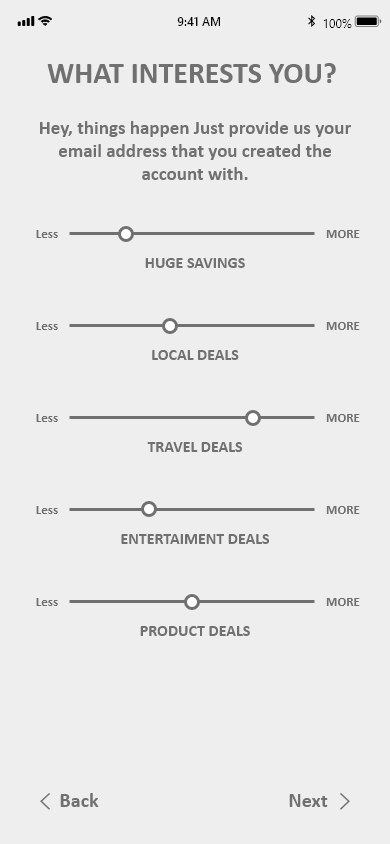 9:41 AM
100%
WHAT INTERESTS YOU?
Hey, things happen Just provide us your
email address that you created the
account with.
Less MORE
HUGE SAVINGS
Less MORE
LOCAL DEALS
Less MORE
TRAVEL DEALS
Less MORE
ENTERTAIMENT DEALS
Less MORE
PRODUCT DEALS
Back Next